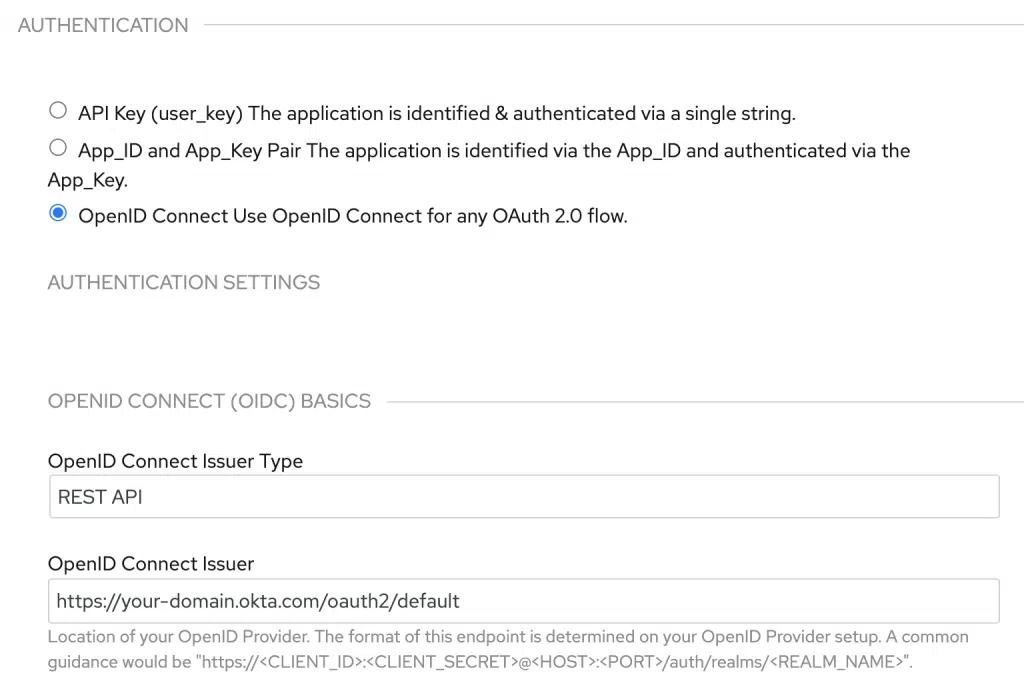 AUTHENTICATION
API Key (user_key) The application is identified & authenticated via a single string.
App_ID and App_Key Pair The application is identified via the App_ID and authenticated via the
App_Key.
OpenID Connect Use OpenID Connect for any OAuth 2.0 flow.
AUTHENTICATION SETTINGS
OPENID CONNECT (OIDC) BASICS
OpenID Connect Issuer Type
REST API
OpenID Connect Issuer
https://your-domain.okta.com/oauth2/default
Location of your OpenID Provider. The format of this endpoint is determined on your OpenID Provider setup. A common
guidance would be "https://<CLIENT_ID>:<CLIENT_SECRET>@<HOST>:<PORT>/auth/realms/<REALM_NAME>".